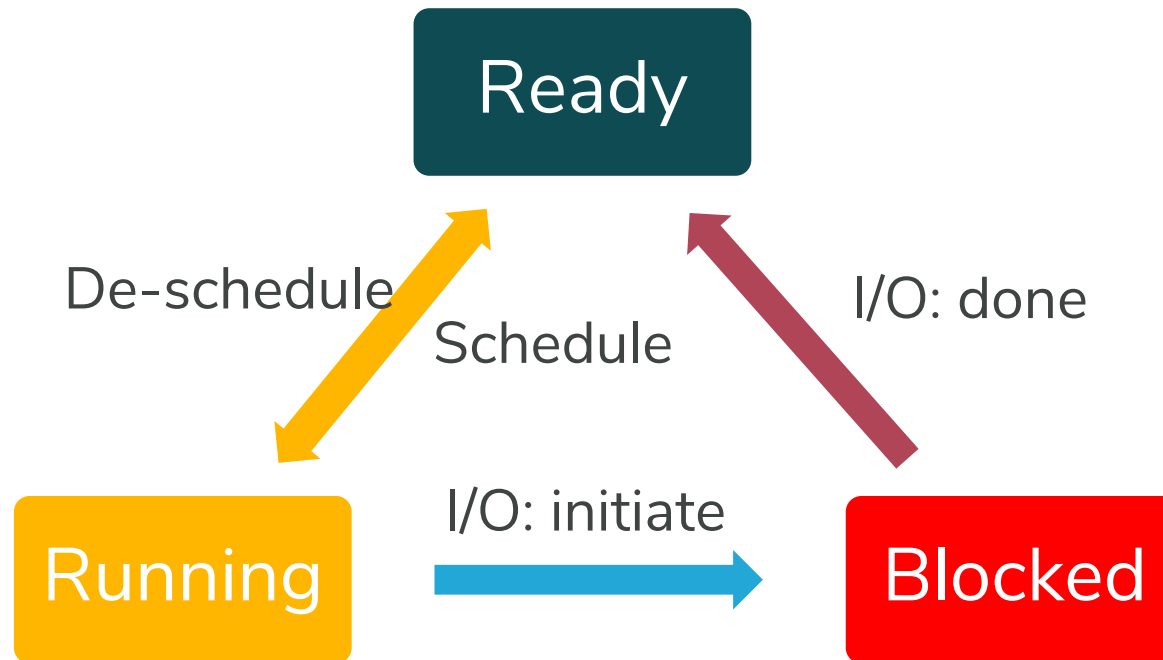 Ready
De-schedule
I/O: done
Schedule
I/O: initiate
Running
Blocked